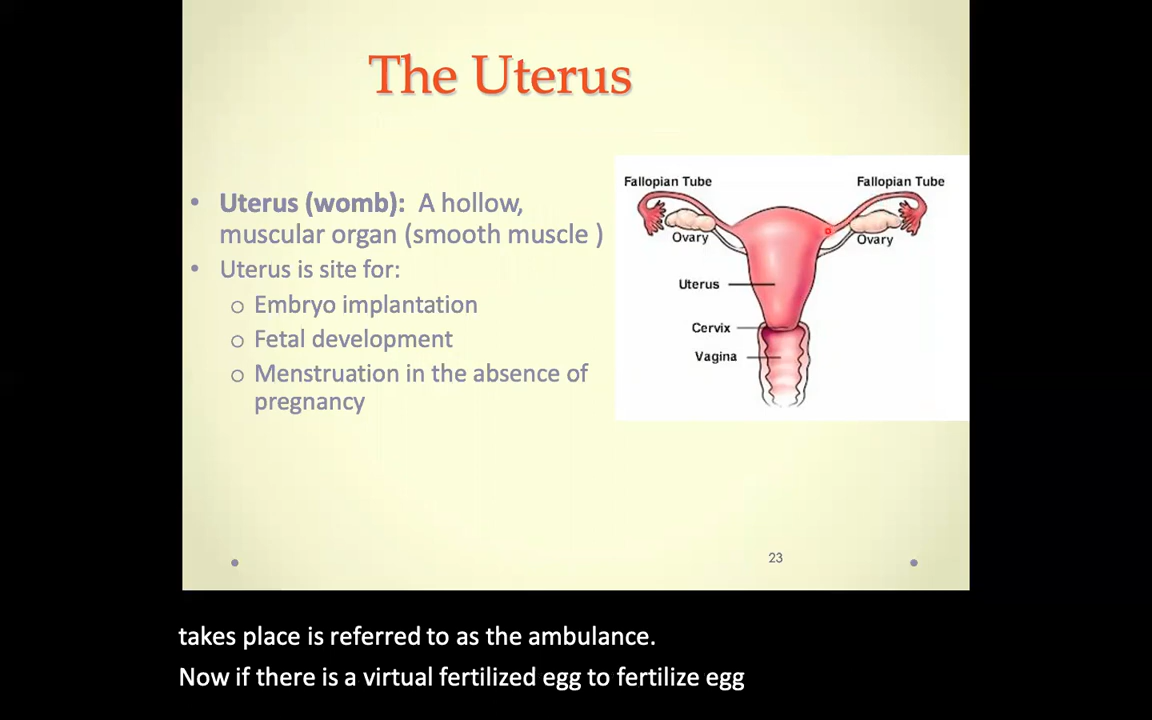 The Uterus
• Uterus (womb): A hollow,
muscular organ (smooth muscle )
• Uterus is site for:
o Embryo implantation
o Fetal development
o Menstruation in the absence of
pregnancy
Fallopian Tube
Fallopian Tube
Ovary
Ovary
Uterus
Cervix
Vagina
23
takes place is referred to as the ambulance.
Now if there is a virtual fertilized egg to fertilize egg